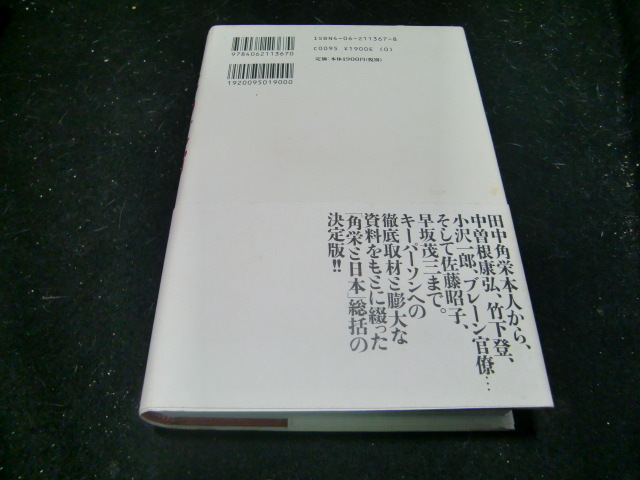 ISBN4-06-211367-8
C0095 ¥1900E (0)
定価：本体1900円(税別)
9784062113670
1920095019000
田中角栄本人から、
中曽根康弘、竹下登、
小沢一郎、ブレーン官僚…
そして佐藤昭子、
早坂茂三まで。
キーパーソンへの
徹底取材と膨大な
資料をもとに綴った
「角栄と日本」総括の
決定版!!